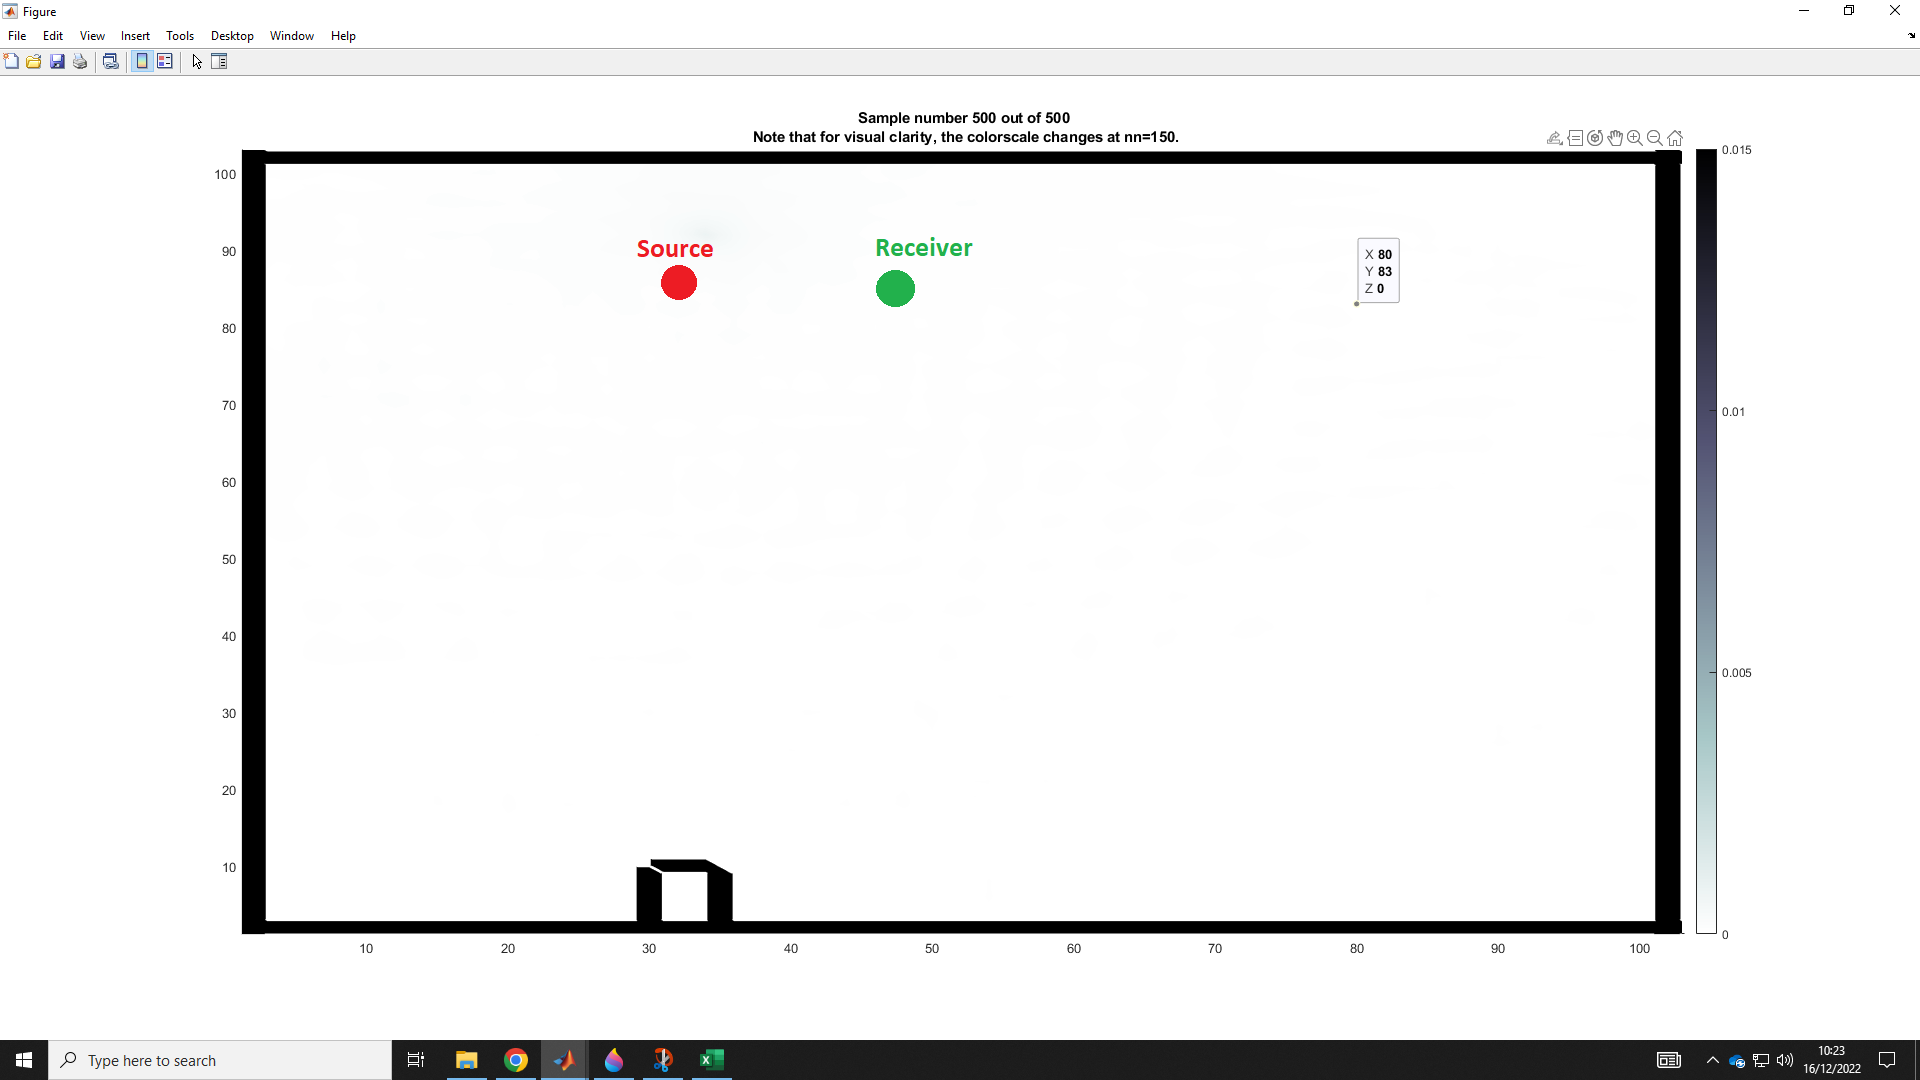 Figure
File Edit View Insert Tools Desktop Window Help
Sample number 500 out of 500
Note that for visual clarity, the colorscale changes at nn=150.
100
90
80
70
60
50
40
30
20
10
Source
Receiver
X 80
Y 83
Z 0
10 20 30 40 50 60 70 80 90 100
0.015
0.01
0.005
0
Type here to search
10:23
16/12/2022